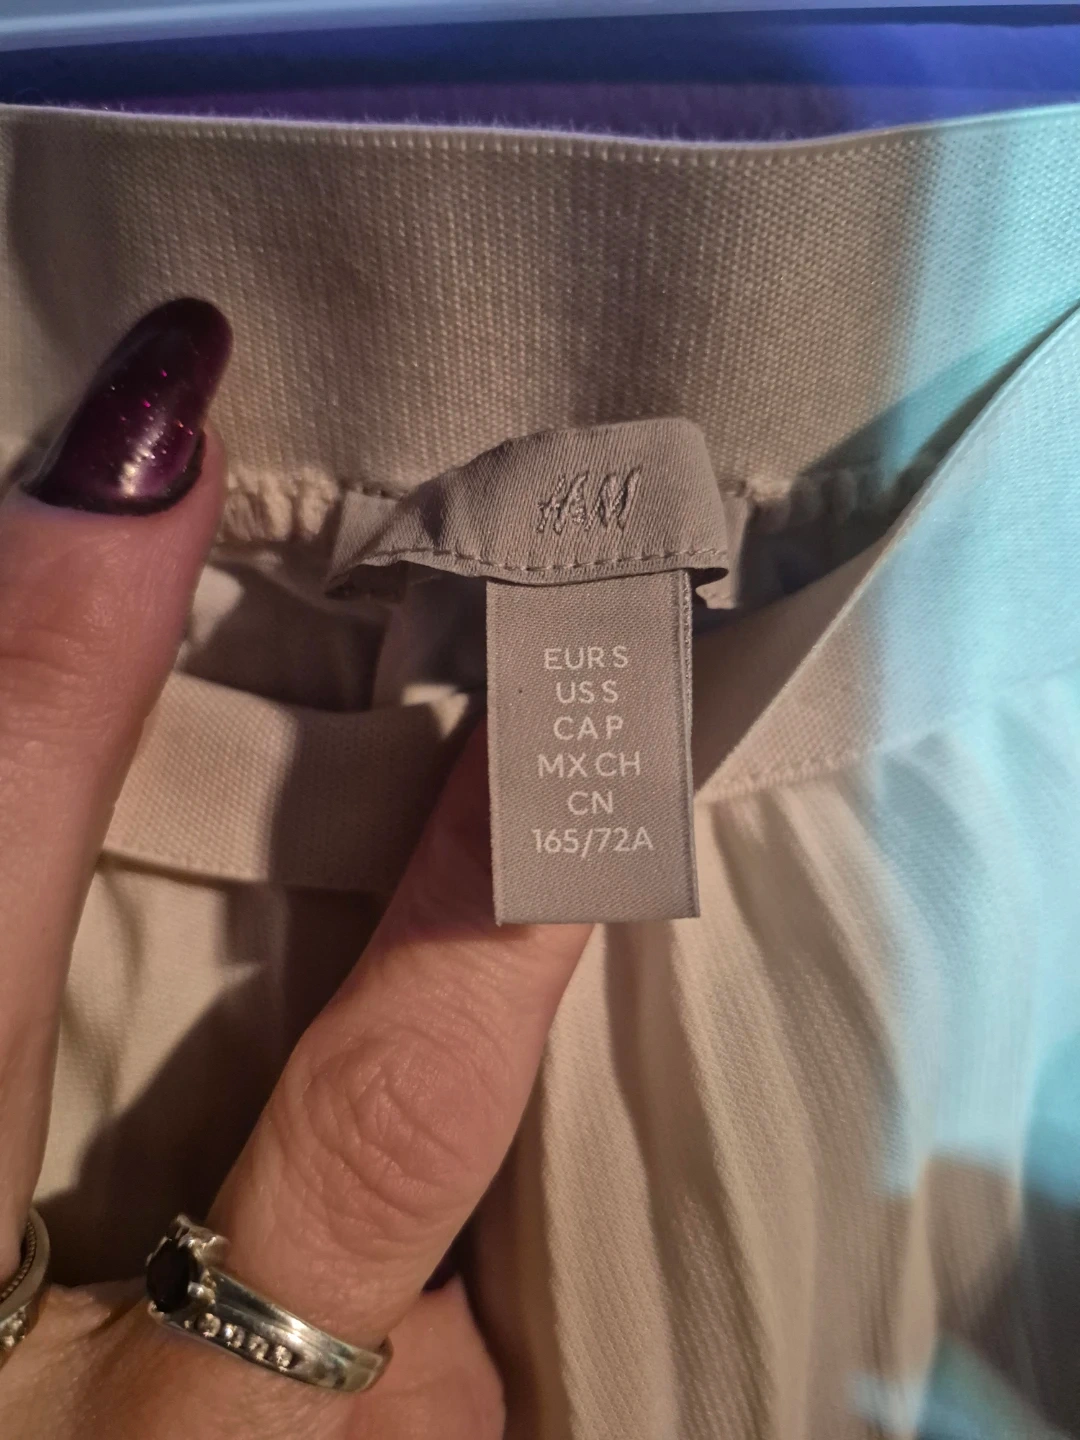 H&M
EUR S
US S
CA P
MX CH
CN
165/72A